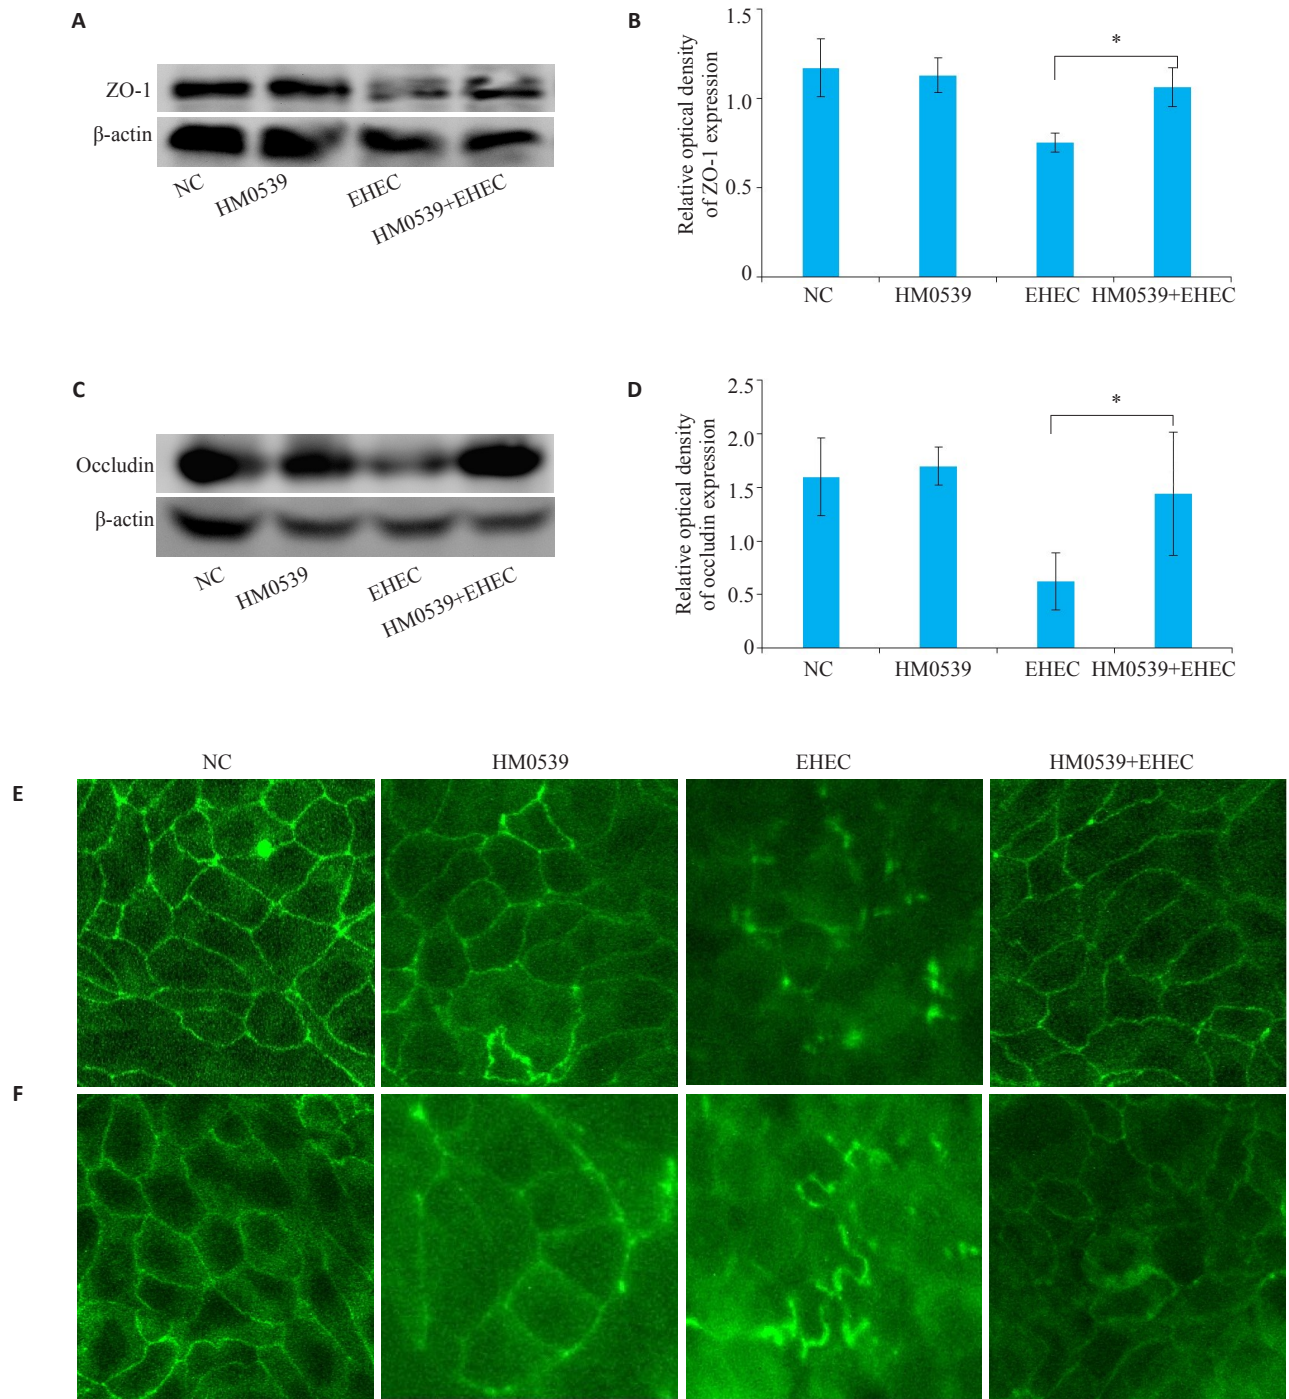 A
ZO-1
β-actin
NC
HM0539
EHEC
HM0539+EHEC
B
Relative optical density
of ZO-1 expression
1.5
1.0
0.5
0
*
NC
HM0539
EHEC
HM0539+EHEC
C
Occludin
β-actin
NC
HM0539
EHEC
HM0539+EHEC
D
Relative optical density
of occludin expression
2.5
2.0
1.5
1.0
0.5
0
*
NC
HM0539
EHEC
HM0539+EHEC
NC
HM0539
EHEC
HM0539+EHEC
E
F